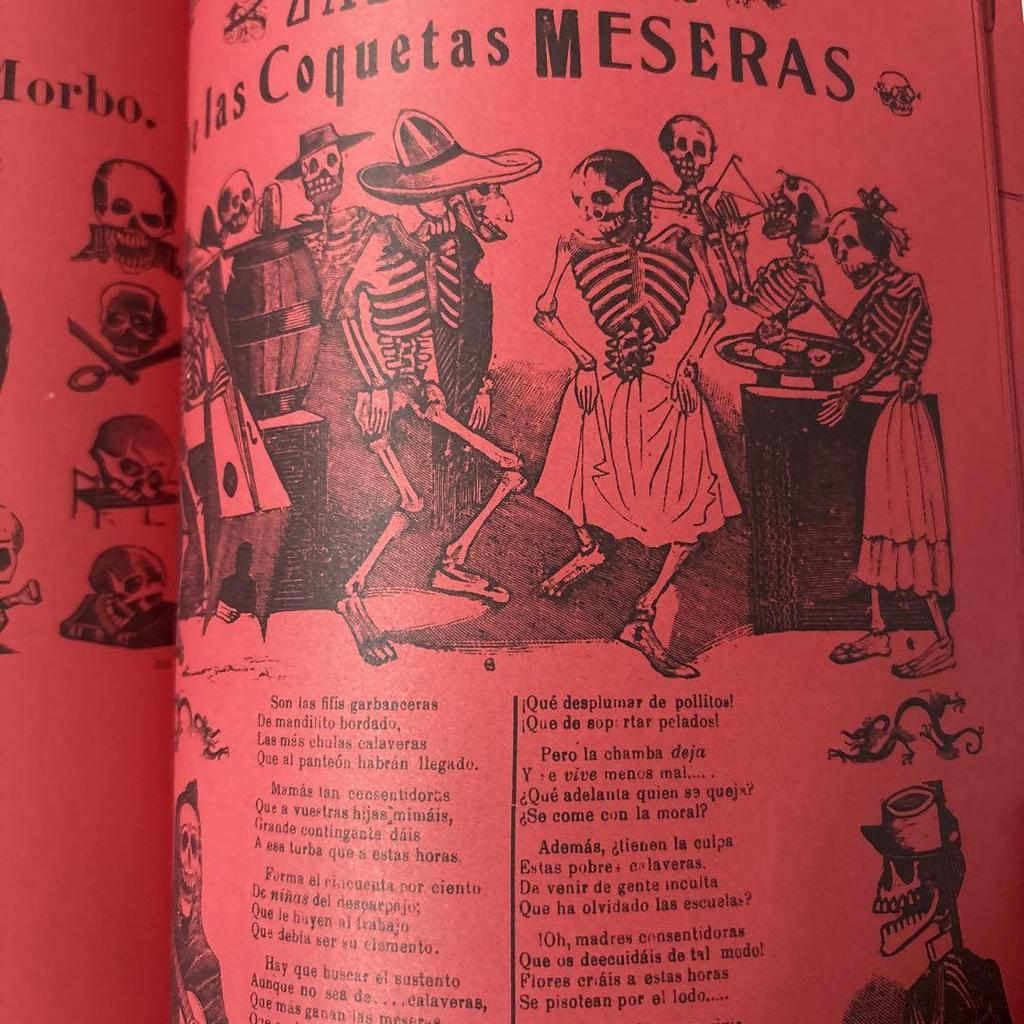 Morbo.
las Coquetas MESERAS
Son las fifis garbanceras
De mandilito bordado,
Las más chulas calaveras
Que al panteón habrán llegado.
Mamás tan consentidoras
Que a vuestras hijas mimáis,
Grande contingente dáis
A esa turba que a estas horas.
Forma el cincuenta por ciento
De niñas del desparpajo;
Que le huyen al trabajo
Que debía ser su elemento.
Hay que buscar el sustento
Aunque no sea de....calaveras,
Que más ganan las meseras
¡Qué desplumar de pollitos!
¡Que de sop rtar pelados!
Pero la chamba deja
Y e vive menos mal.....
¿Qué adelanta quien se queja?
¿Se come con la moral?
Además, ¿tienen la culpa
Estas pobres calaveras.
De venir de gente inculta
Que ha olvidado las escuelas?
!Oh, madres consentidoras
Que os descuidáis de tal modo!
Flores criáis a estas horas
Se pisotean por el lodo.....